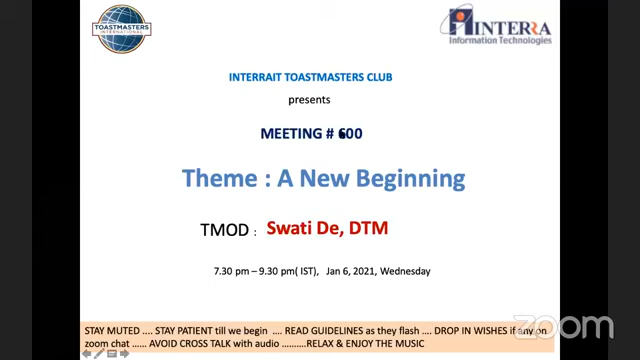 TOASTMASTERS
INTERNATIONAL
INTERRA
Information Technologies
INTERRAIT TOASTMASTERS CLUB
presents
MEETING # 600
Theme : A New Beginning
TMOD : Swati De, DTM
7.30 pm – 9.30 pm( IST), Jan 6, 2021, Wednesday
STAY MUTED .... STAY PATIENT till we begin .... READ GUIDELINES as they flash .... DROP IN WISHES if any on
zoom chat ...... AVOID CROSS TALK with audio ..........RELAX & ENJOY THE MUSIC
zoom